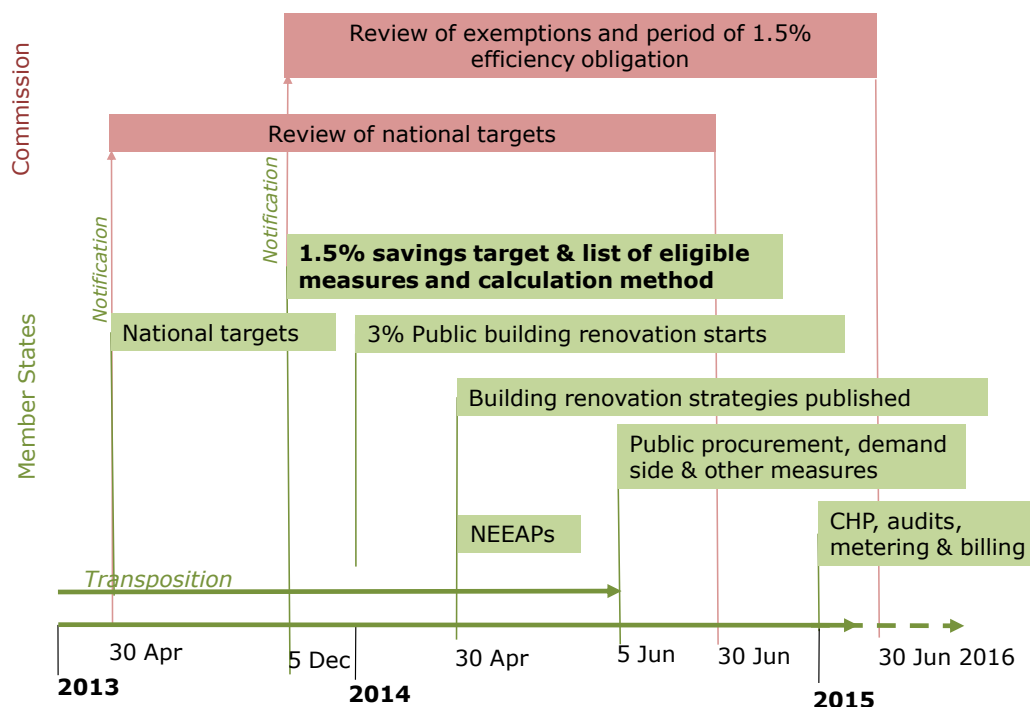 Commission
Review of exemptions and period of 1.5%
efficiency obligation
Review of national targets
Notification
Notification
Member States
1.5% savings target & list of eligible
measures and calculation method
National targets
3% Public building renovation starts
Building renovation strategies published
Public procurement, demand
side & other measures
NEEAPs
CHP, audits,
metering & billing
Transposition
30 Apr
5 Dec
30 Apr
5 Jun
30 Jun
30 Jun 2016
2013
2014
2015